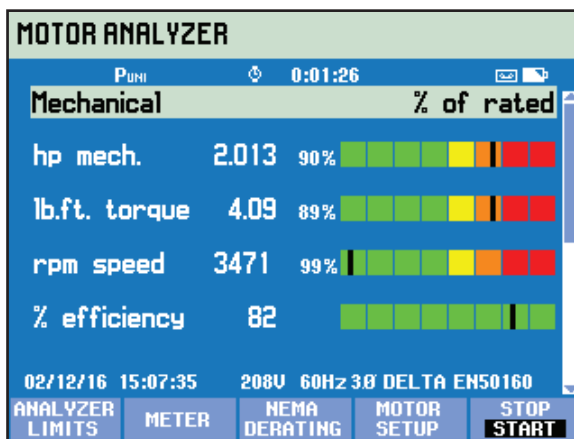 MOTOR ANALYZER
PUNI 0:01:26
Mechanical % of rated
hp mech. 2.013 90%
lb.ft. torque 4.09 89%
rpm speed 3471 99%
% efficiency 82
02/12/16 15:07:35 208V 60Hz 3Ø DELTA EN50160
ANALYZER LIMITS METER NEMA DERATING MOTOR SETUP STOP START